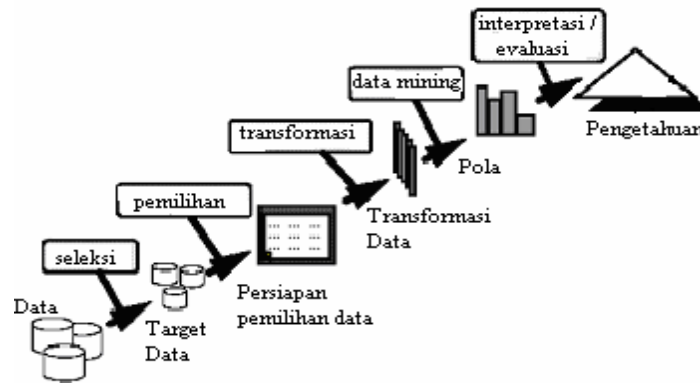 interpretasi /
evaluasi
data mining
Pengetahuan
transformasi
Pola
pemilihan
Transformasi
Data
seleksi
Persiapan
pemilihan data
Data
Target
Data